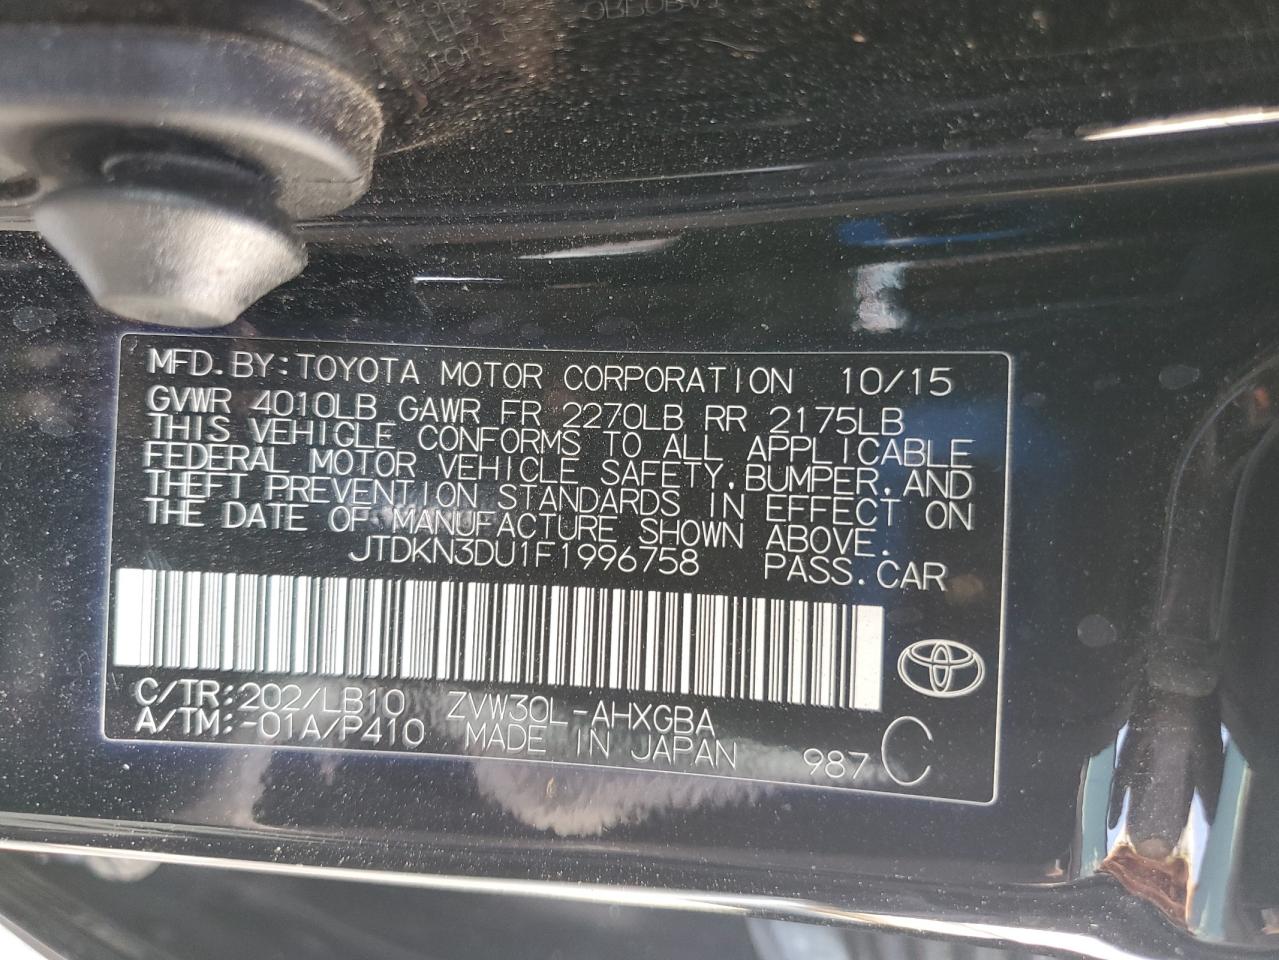 MFD.BY:TOYOTA MOTOR CORPORATION 10/15
GVWR 4010LB GAWR FR 2270LB RR 2175LB
THIS VEHICLE CONFORMS TO ALL APPLICABLE
FEDERAL MOTOR VEHICLE SAFETY,BUMPER,AND
THEFT PREVENTION STANDARDS IN EFFECT ON
THE DATE OF MANUFACTURE SHOWN ABOVE.
JTDKN3DU1F1996758 PASS.CAR
C/TR:202/LB10 ZVW30L-AHXGBA
A/TM:-01A/P410 MADE IN JAPAN 987 C